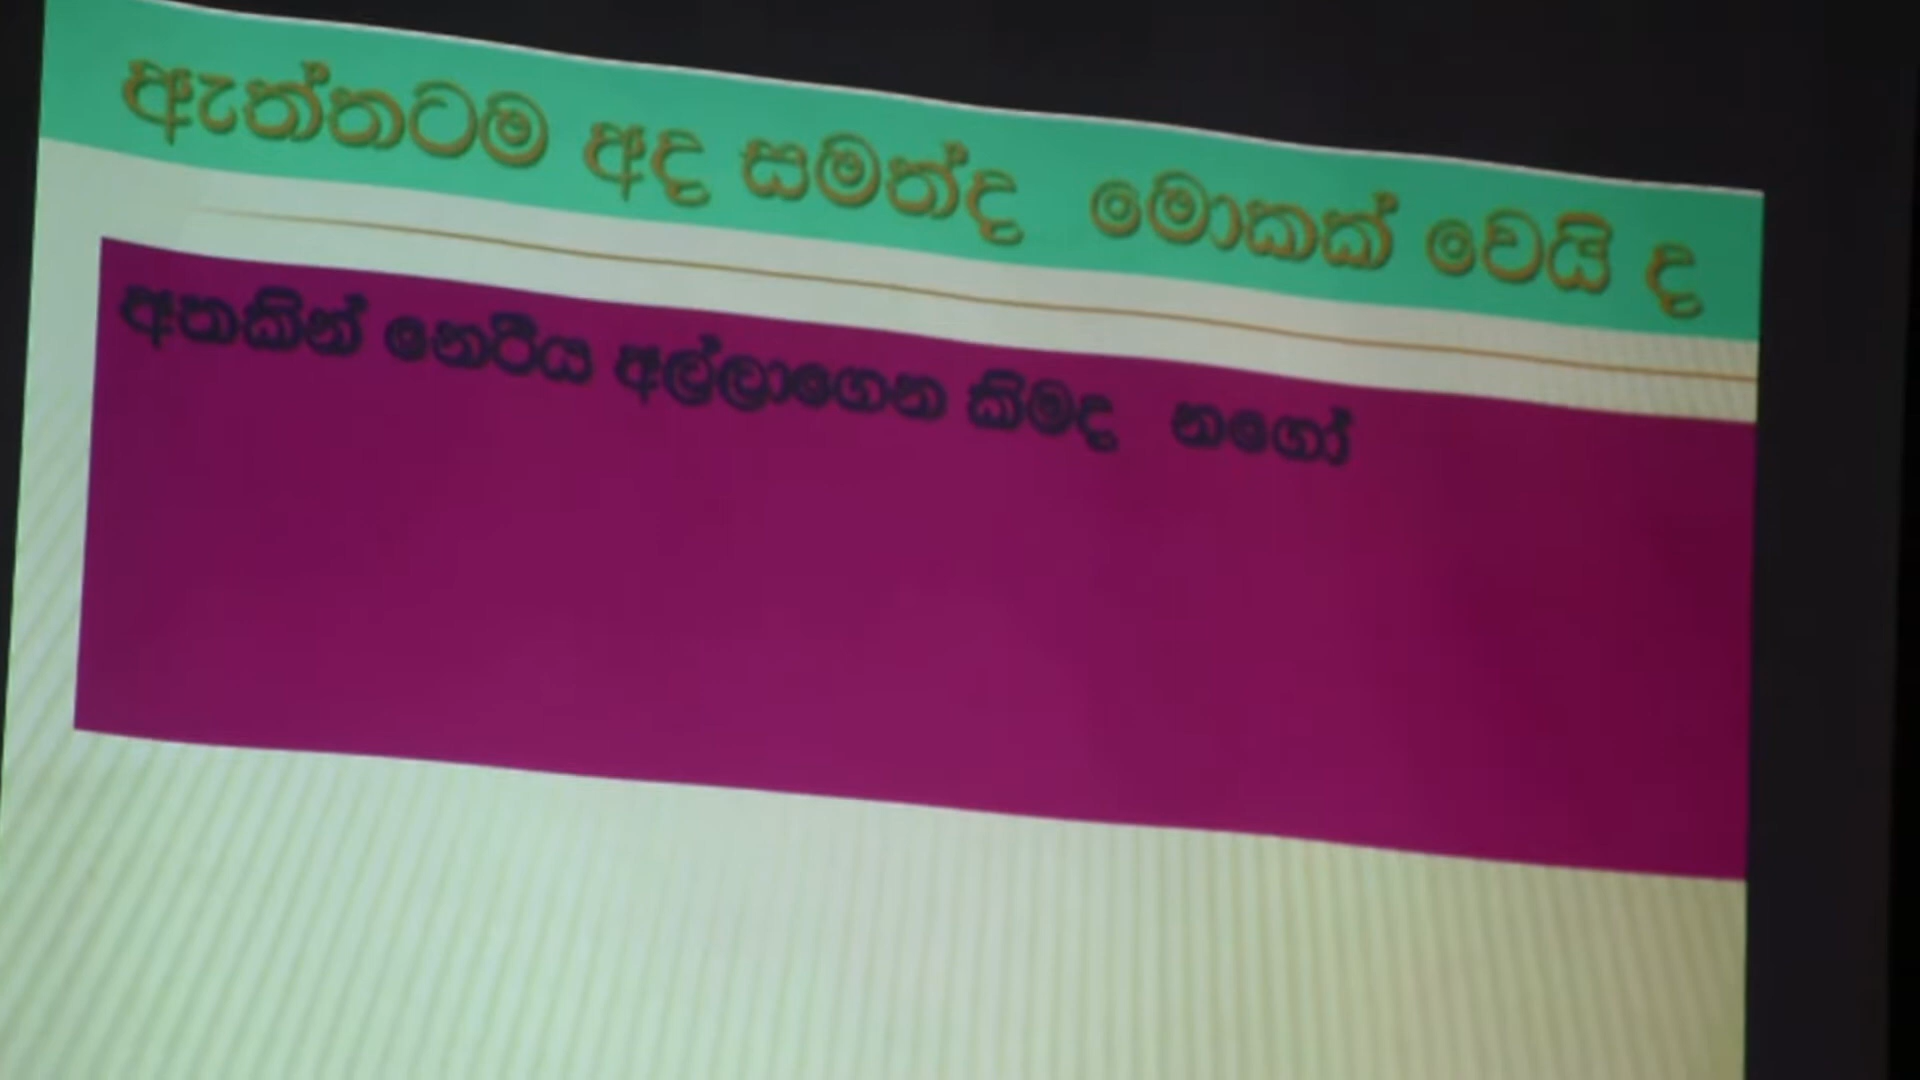 ඇත්තටම අද සමත්ද මොකක් වෙයි ද
අතකින් නෙරිය අල්ලාගෙන කිමද නගෝ